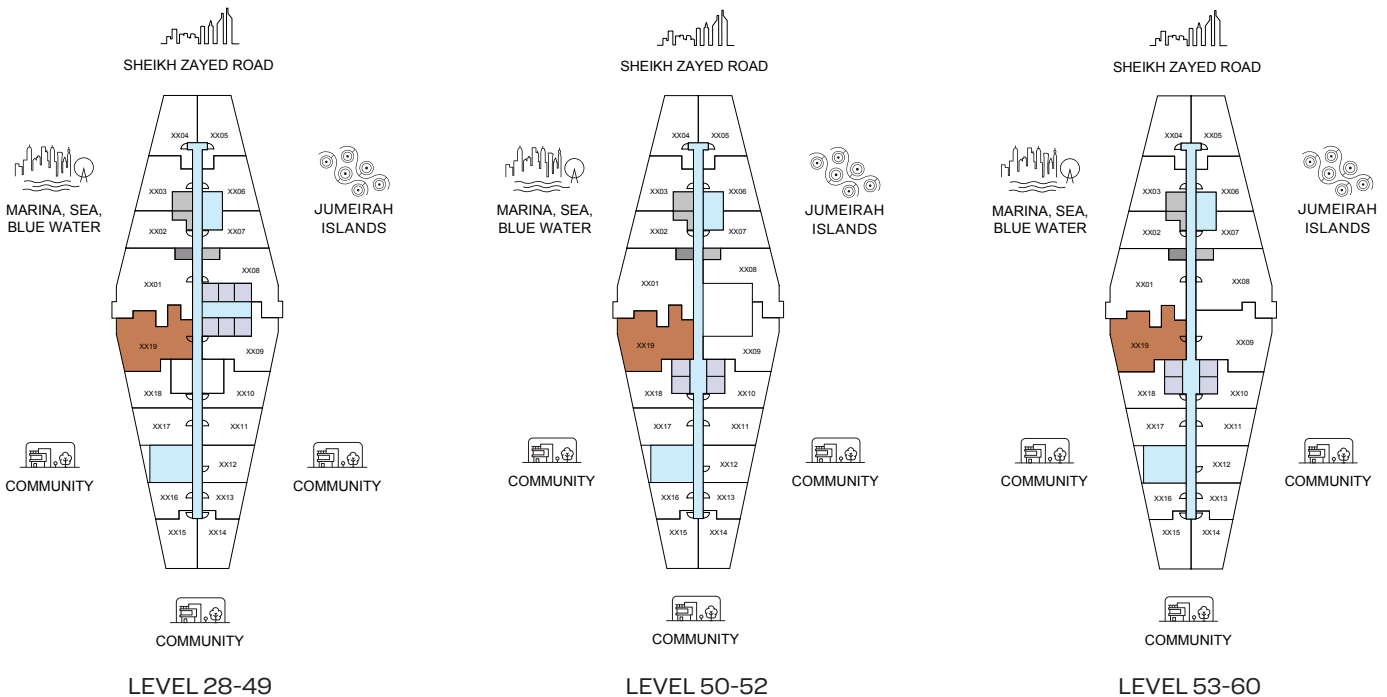 SHEIKH ZAYED ROAD
XX04 XX05
MARINA, SEA,
BLUE WATER
JUMEIRAH
ISLANDS
XX03 XX06
XX02 XX07
XX08
XX01
XX19
XX09
XX18 XX10
XX17 XX11
XX12
COMMUNITY
COMMUNITY
XX16 XX13
XX15 XX14
COMMUNITY
LEVEL 28-49
SHEIKH ZAYED ROAD
XX04 XX05
MARINA, SEA,
BLUE WATER
JUMEIRAH
ISLANDS
XX03 XX06
XX02 XX07
XX08
XX01
XX19
XX09
XX18 XX10
XX17 XX11
XX12
COMMUNITY
COMMUNITY
XX16 XX13
XX15 XX14
COMMUNITY
LEVEL 50-52
SHEIKH ZAYED ROAD
XX04 XX05
MARINA, SEA,
BLUE WATER
JUMEIRAH
ISLANDS
XX03 XX06
XX02 XX07
XX01 XX08
XX19 XX09
XX18 XX10
XX17 XX11
XX12
COMMUNITY
COMMUNITY
XX16 XX13
XX15 XX14
COMMUNITY
LEVEL 53-60